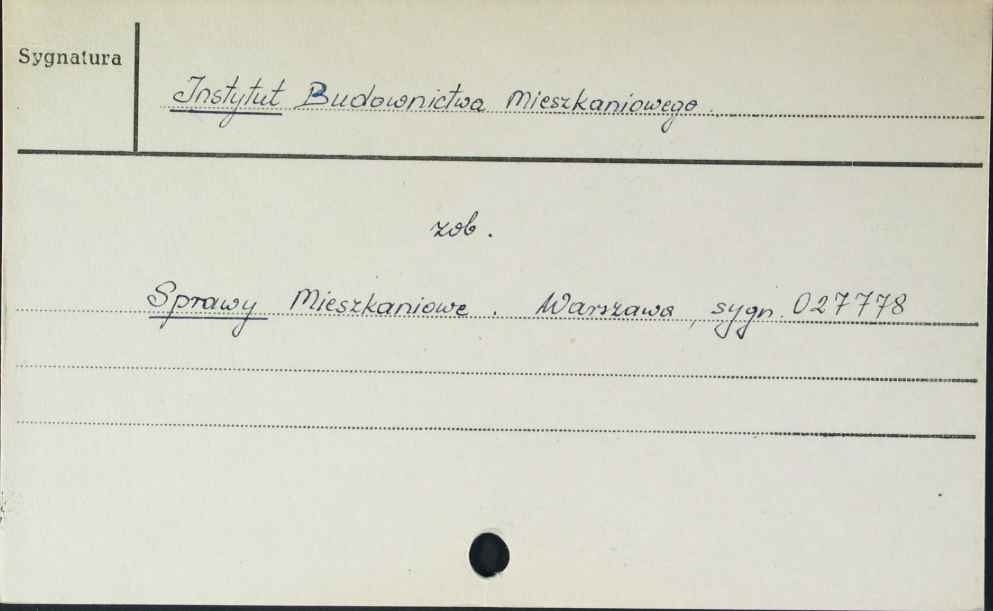 Sygnatura
Instytut Budownictwa Mieszkaniowego.
zob.
Sprawy Mieszkaniowe. Warszawa, sygn. 027778